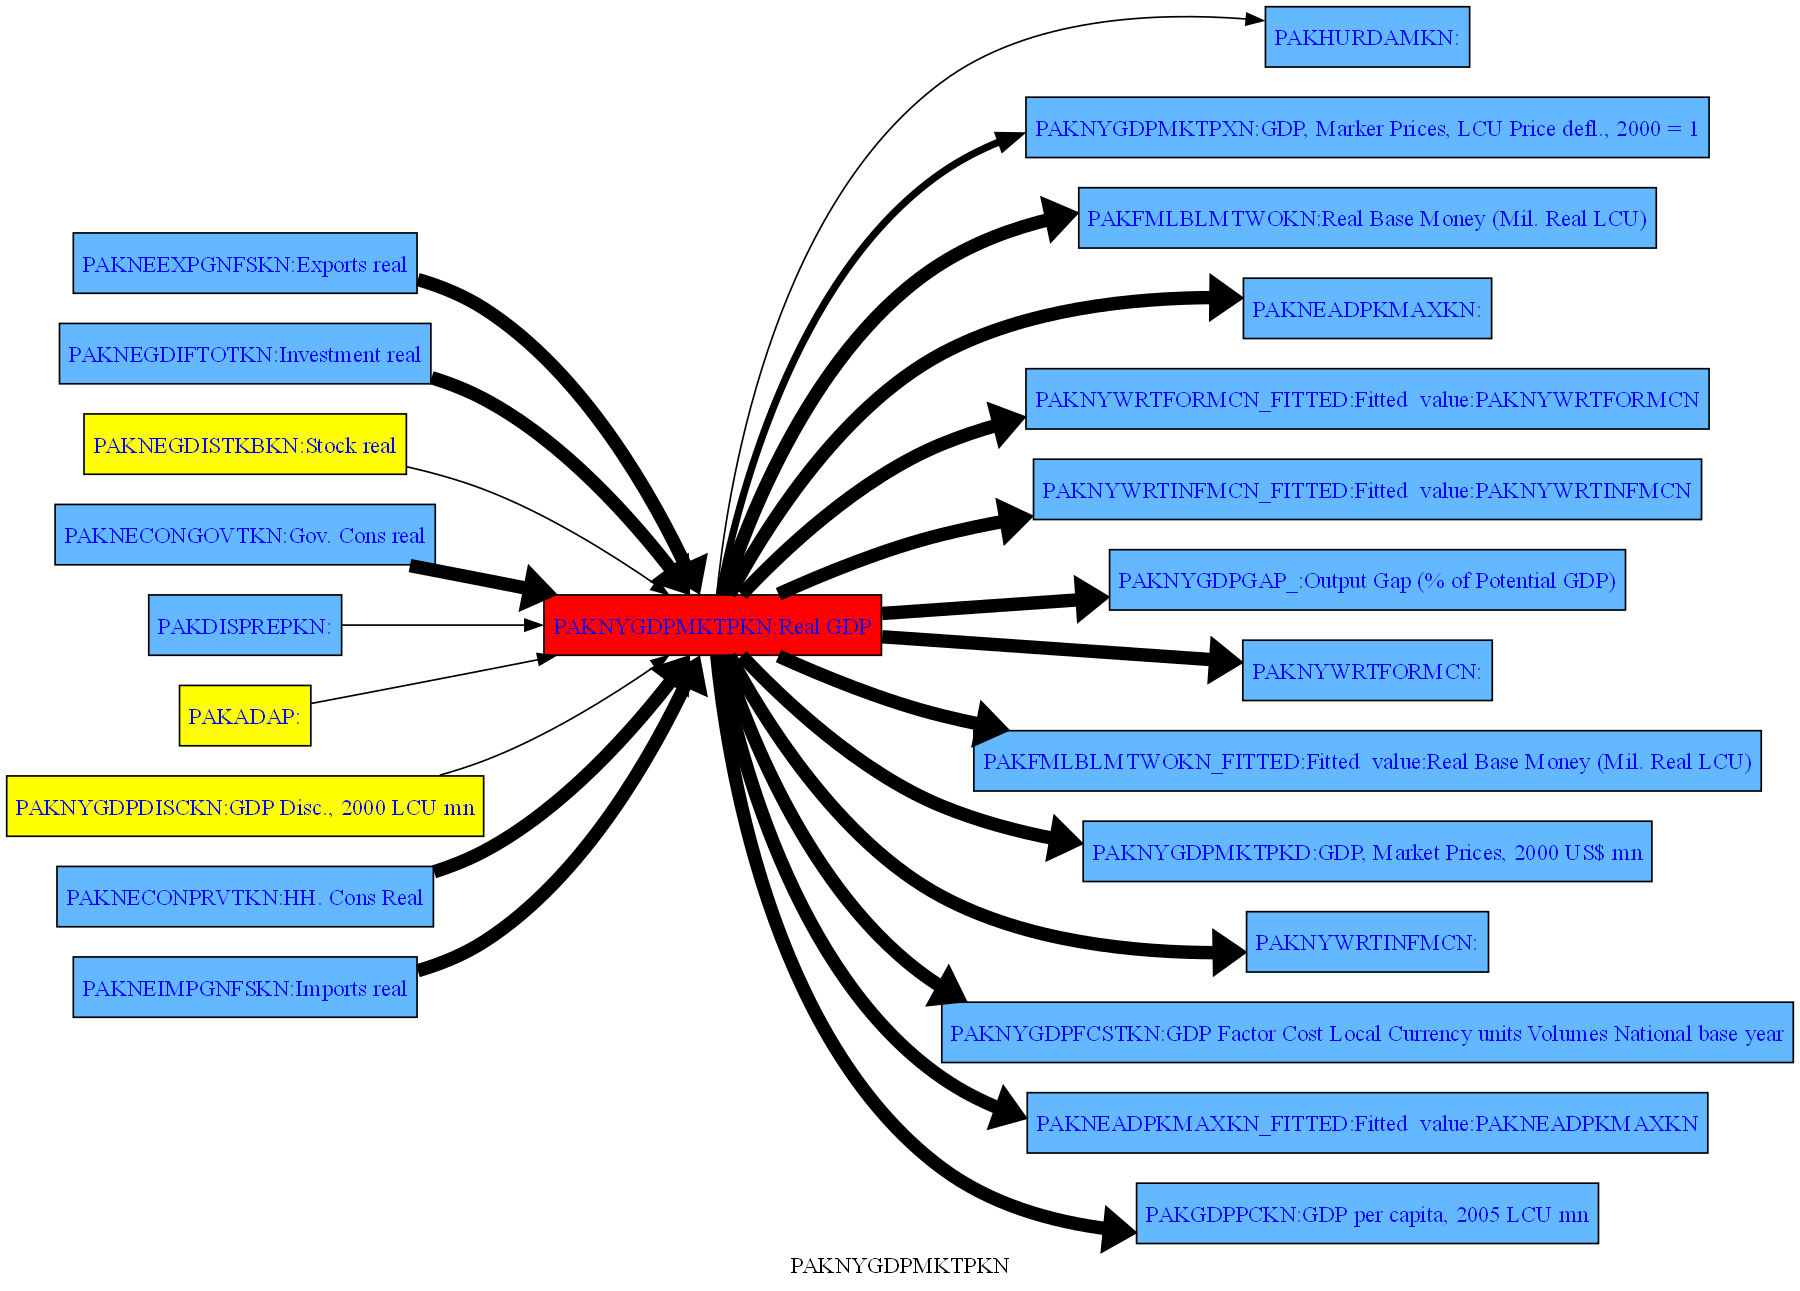 PAKHURDAMKN:
PAKNYGDPMKTPXN:GDP, Marker Prices, LCU Price defl., 2000 = 1
PAKFMLBLMTWOKN:Real Base Money (Mil. Real LCU)
PAKNEEXPGNFSKN:Exports real
PAKNEADPKMAXKN:
PAKNEGDIFTOTKN:Investment real
PAKNYWRTFORMCN_FITTED:Fitted  value:PAKNYWRTFORMCN
PAKNEGDISTKBKN:Stock real
PAKNYWRTINFMCN_FITTED:Fitted  value:PAKNYWRTINFMCN
PAKNECONGOVTKN:Gov. Cons real
PAKNYGDPGAP_:Output Gap (% of Potential GDP)
PAKDISPREPKN:
PAKNYGDPMKTPKN:Real GDP
PAKNYWRTFORMCN:
PAKADAP:
PAKFMLBLMTWOKN_FITTED:Fitted  value:Real Base Money (Mil. Real LCU)
PAKNYGDPDISCKN:GDP Disc., 2000 LCU mn
PAKNYGDPMKTPKD:GDP, Market Prices, 2000 US$ mn
PAKNECONPRVTKN:HH. Cons Real
PAKNYWRTINFMCN:
PAKNEIMPGNFSKN:Imports real
PAKNYGDPFCSTKN:GDP Factor Cost Local Currency units Volumes National base year
PAKNEADPKMAXKN_FITTED:Fitted  value:PAKNEADPKMAXKN
PAKGDPPCKN:GDP per capita, 2005 LCU mn
PAKNYGDPMKTPKN